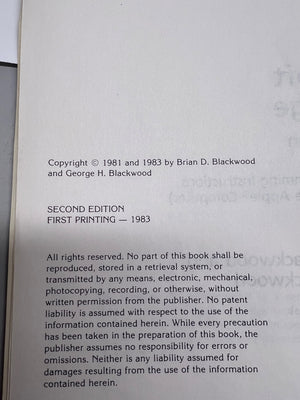 Copyright © 1981 and 1983 by Brian D. Blackwood
and George H. Blackwood
SECOND EDITION
FIRST PRINTING — 1983
All rights reserved. No part of this book shall be
reproduced, stored in a retrieval system, or
transmitted by any means, electronic, mechanical,
photocopying, recording, or otherwise, without
written permission from the publisher. No patent
liability is assumed with respect to the use of the
information contained herein. While every precaution
has been taken in the preparation of this book, the
publisher assumes no responsibility for errors or
omissions. Neither is any liability assumed for
damages resulting from the use of the information
contained herein.